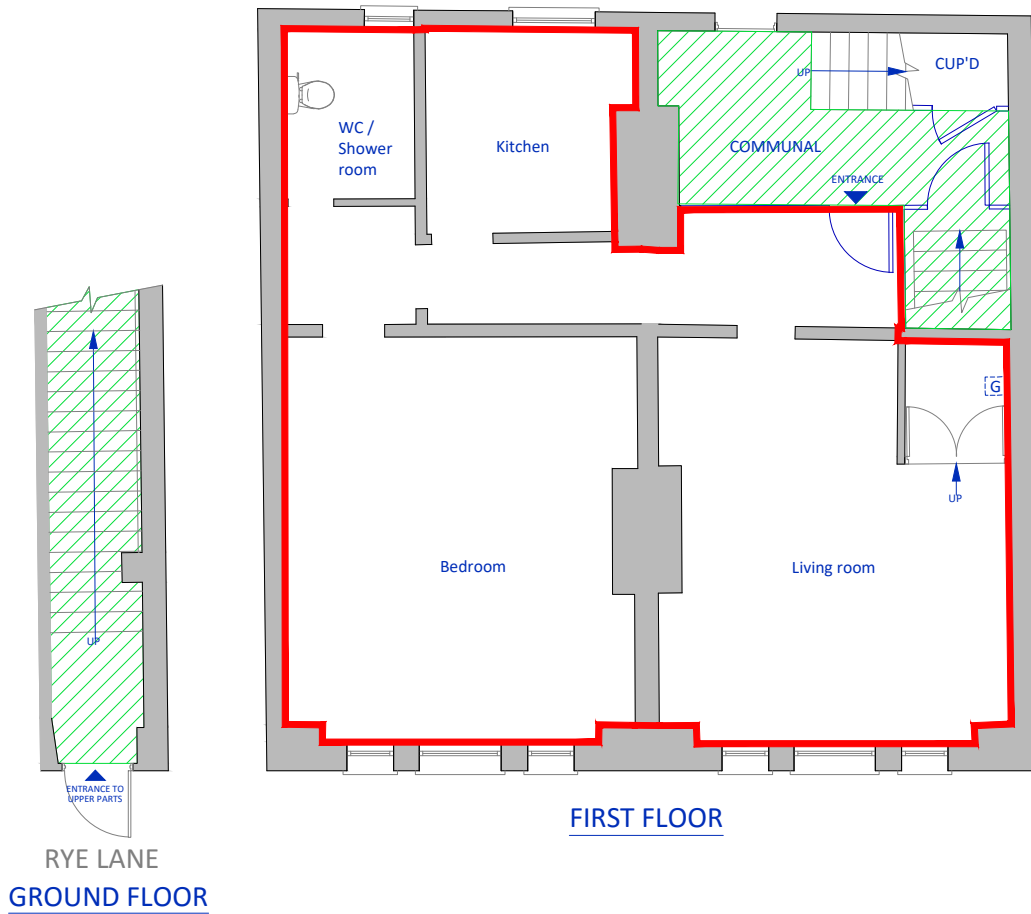 UP
CUP'D
WC /
Shower
room
Kitchen
COMMUNAL
ENTRANCE
G
UP
Bedroom
Living room
UP
ENTRANCE TO
UPPER PARTS
FIRST FLOOR
RYE LANE
GROUND FLOOR